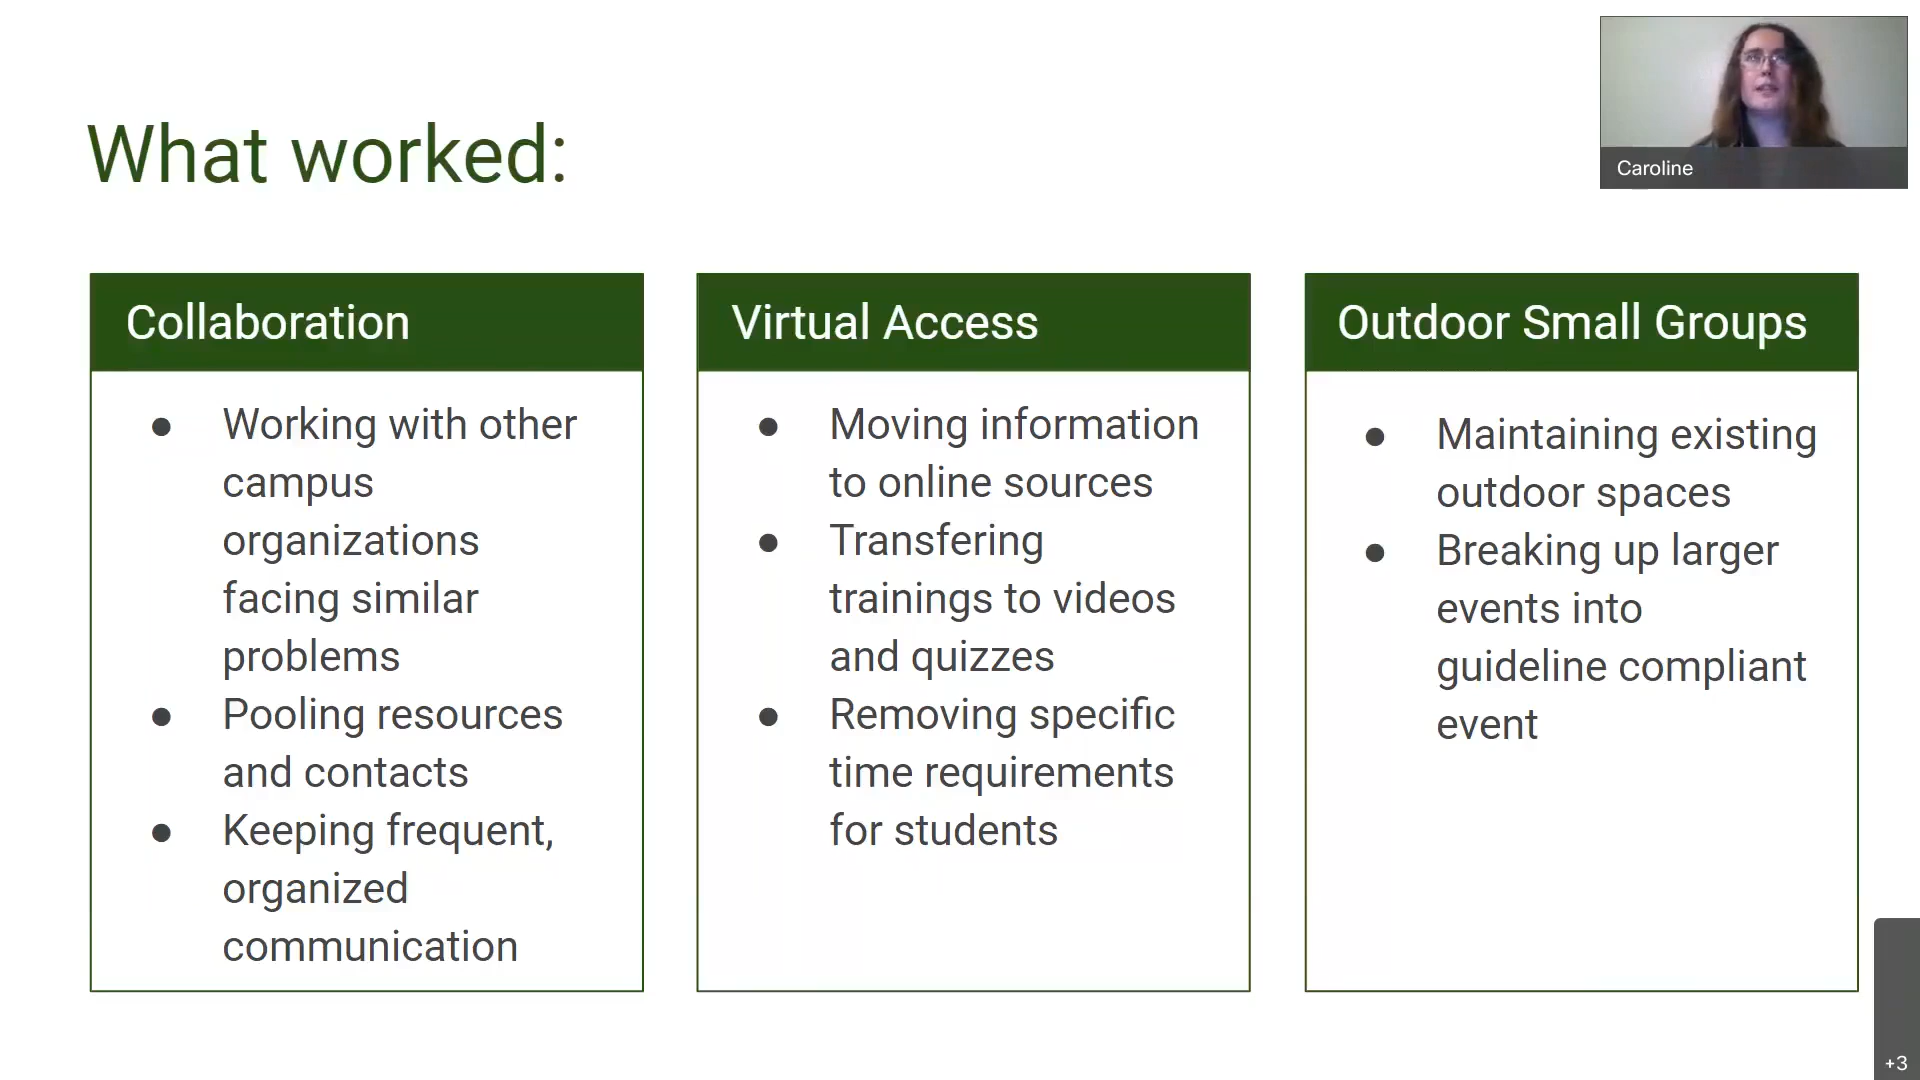 What worked:
Caroline
Collaboration
● Working with other
campus
organizations
facing similar
problems
● Pooling resources
and contacts
● Keeping frequent,
organized
communication
Virtual Access
● Moving information
to online sources
● Transfering
trainings to videos
and quizzes
● Removing specific
time requirements
for students
Outdoor Small Groups
● Maintaining existing
outdoor spaces
● Breaking up larger
events into
guideline compliant
event
+3